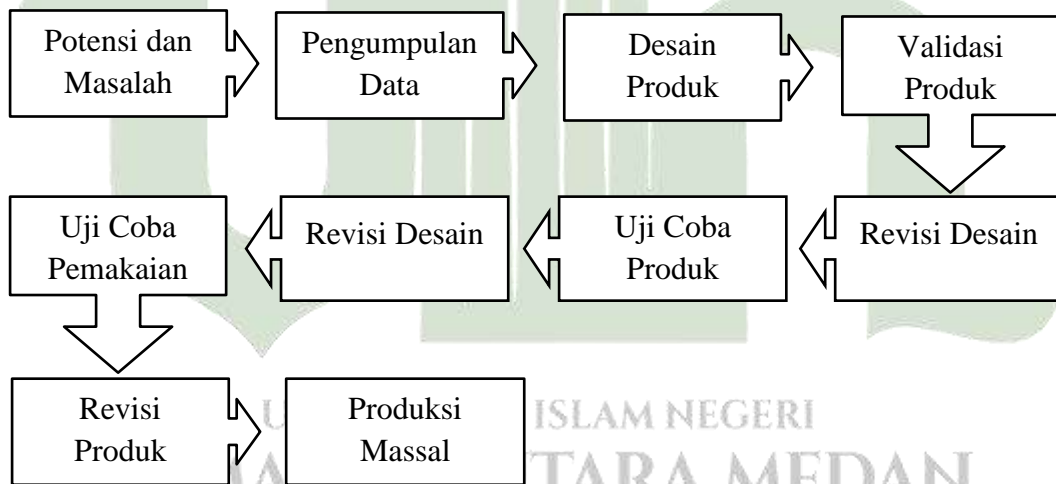 Potensi dan
Masalah
Pengumpulan
Data
Desain
Produk
Validasi
Produk
Revisi Desain
Uji Coba
Produk
Revisi Desain
Uji Coba
Pemakaian
Revisi
Produk
Produksi
Massal
ISLAM NEGERI
MEDAN